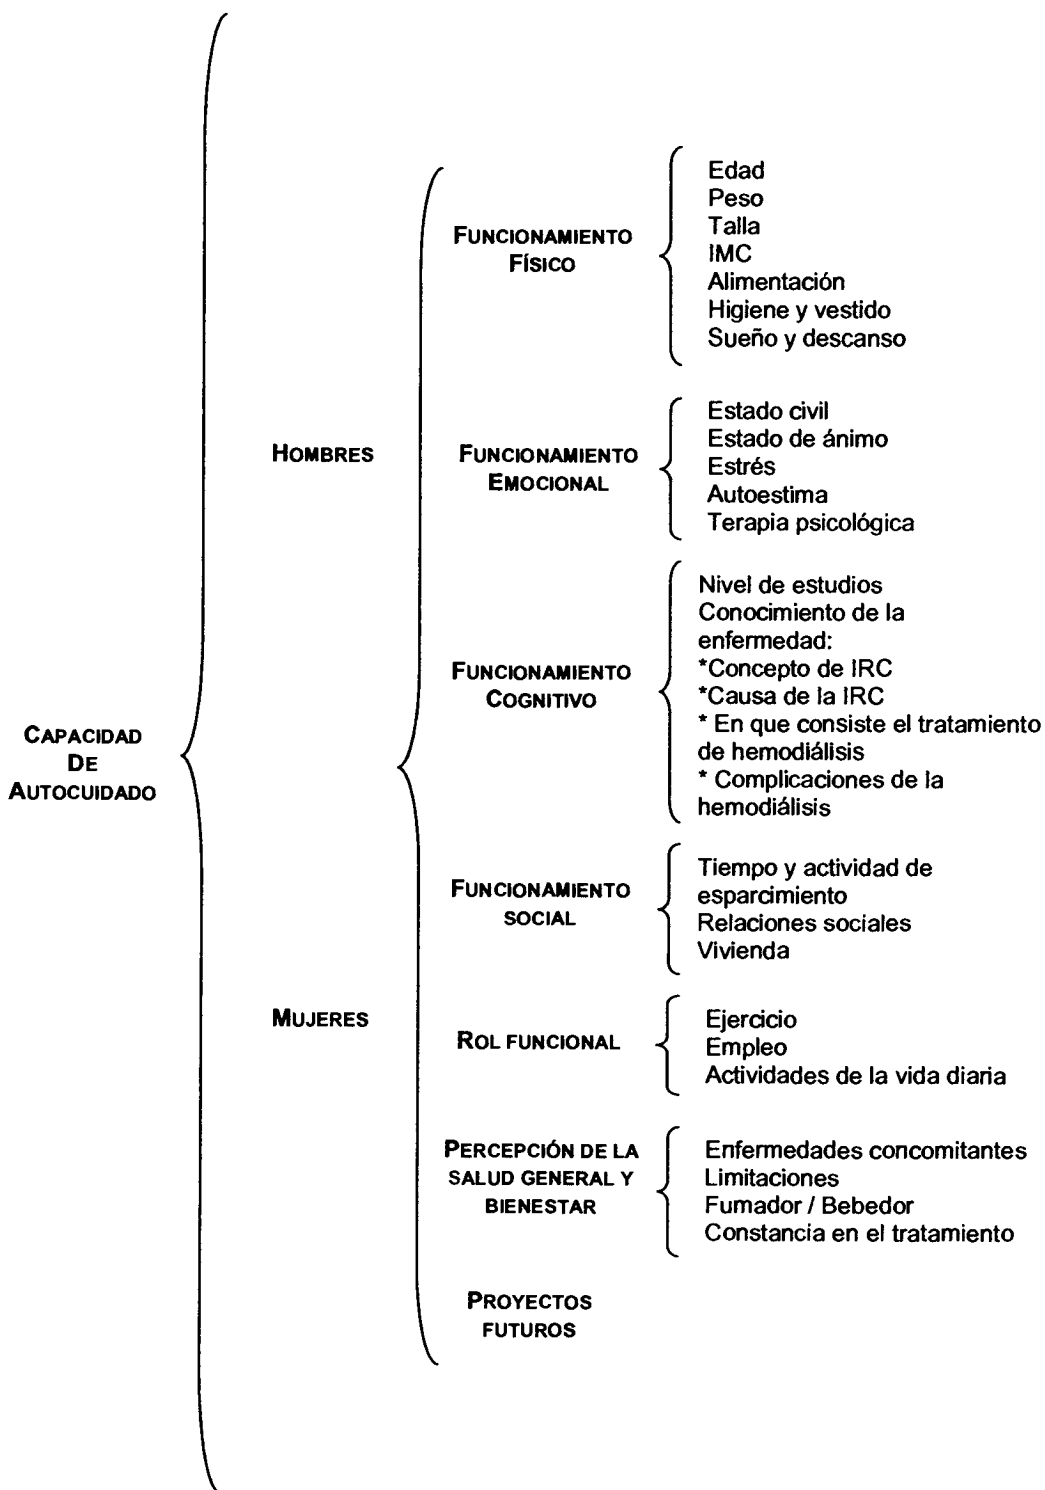 CAPACIDAD
DE
AUTOCUIDADO
HOMBRES
MUJERES
FUNCIONAMIENTO
FÍSICO
Edad
Peso
Talla
IMC
Alimentación
Higiene y vestido
Sueño y descanso
FUNCIONAMIENTO
EMOCIONAL
Estado civil
Estado de ánimo
Estrés
Autoestima
Terapia psicológica
FUNCIONAMIENTO
COGNITIVO
Nivel de estudios
Conocimiento de la
enfermedad:
*Concepto de IRC
*Causa de la IRC
* En que consiste el tratamiento
de hemodiálisis
* Complicaciones de la
hemodiálisis
FUNCIONAMIENTO
SOCIAL
Tiempo y actividad de
esparcimiento
Relaciones sociales
Vivienda
ROL FUNCIONAL
Ejercicio
Empleo
Actividades de la vida diaria
PERCEPCIÓN DE LA
SALUD GENERAL Y
BIENESTAR
Enfermedades concomitantes
Limitaciones
Fumador / Bebedor
Constancia en el tratamiento
PROYECTOS
FUTUROS